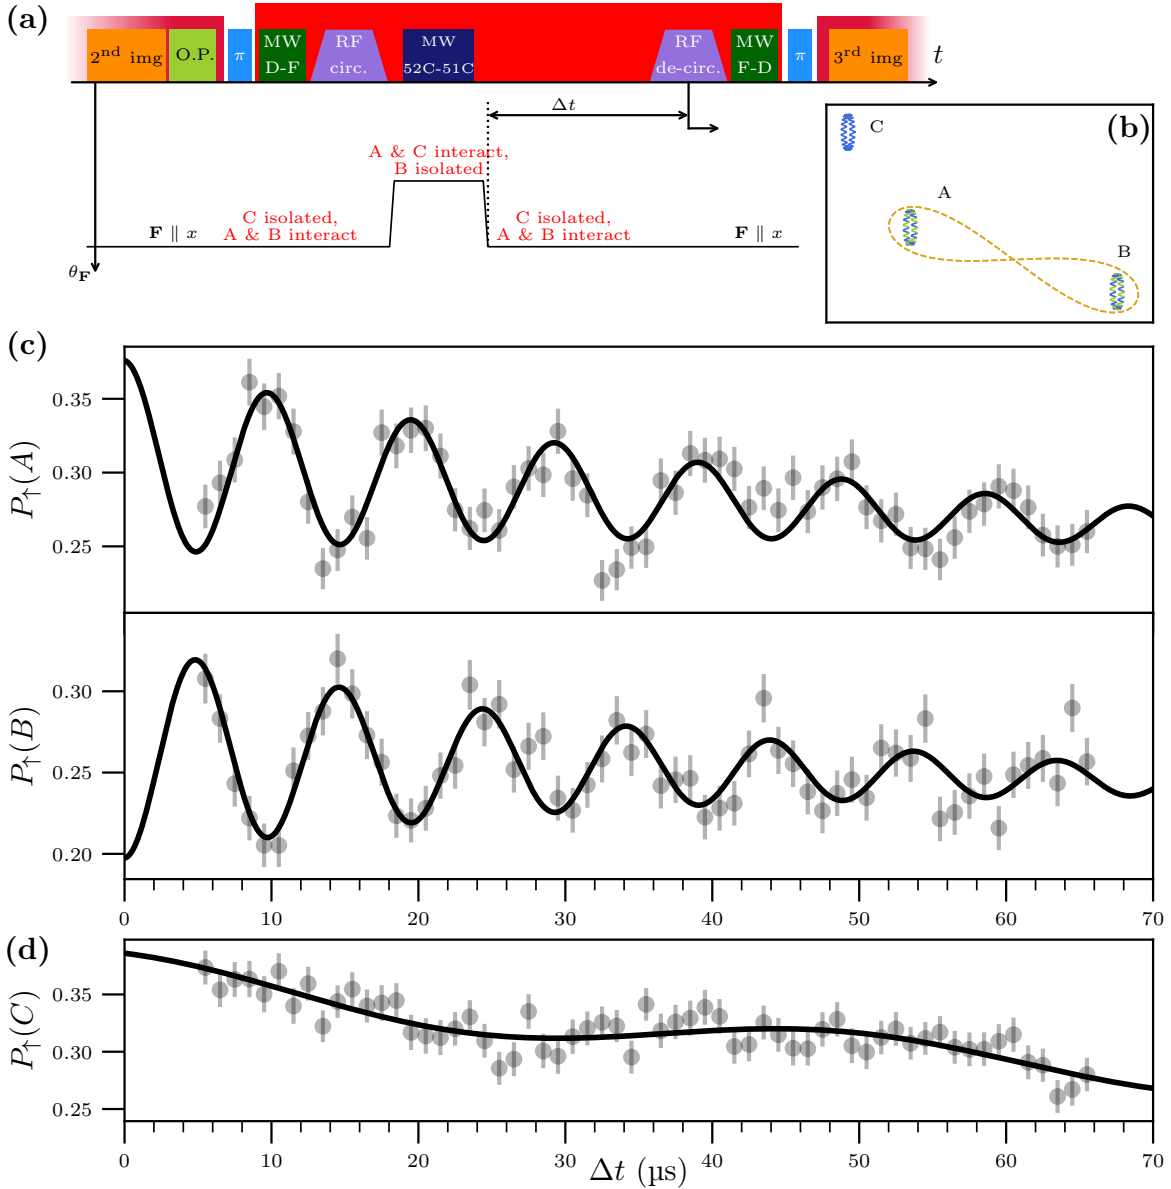 (a)
2nd img
O.P.
π
MW
D-F
RF
circ.
MW
52C-51C
RF
de-circ.
MW
F-D
π
3rd img
t
Δt
A & C interact,
B isolated
C isolated,
A & B interact
C isolated,
A & B interact
F ∥ x
F ∥ x
θF
(b)
C
A
B
(c)
0.35
0.30
0.25
P↑(A)
0.30
0.25
0.20
P↑(B)
0 10 20 30 40 50 60 70
(d)
0.35
0.30
0.25
P↑(C)
0 10 20 30 40 50 60 70
Δt (µs)